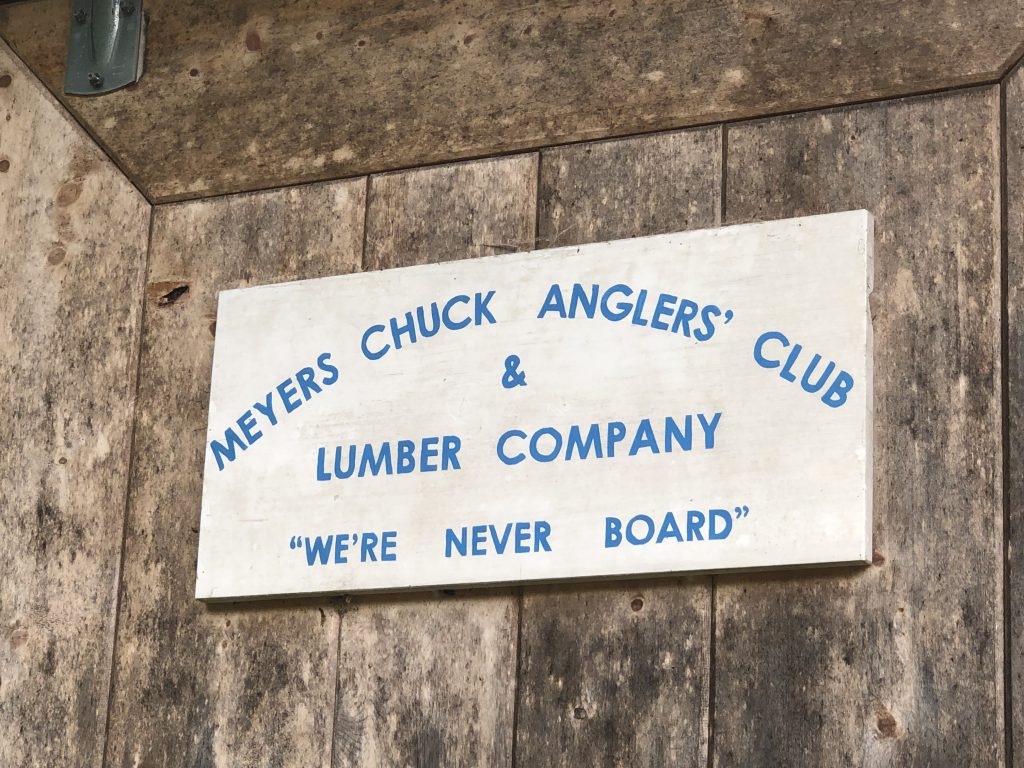 MEYERS CHUCK ANGLERS’ CLUB
&
LUMBER COMPANY
“WE’RE NEVER BOARD”